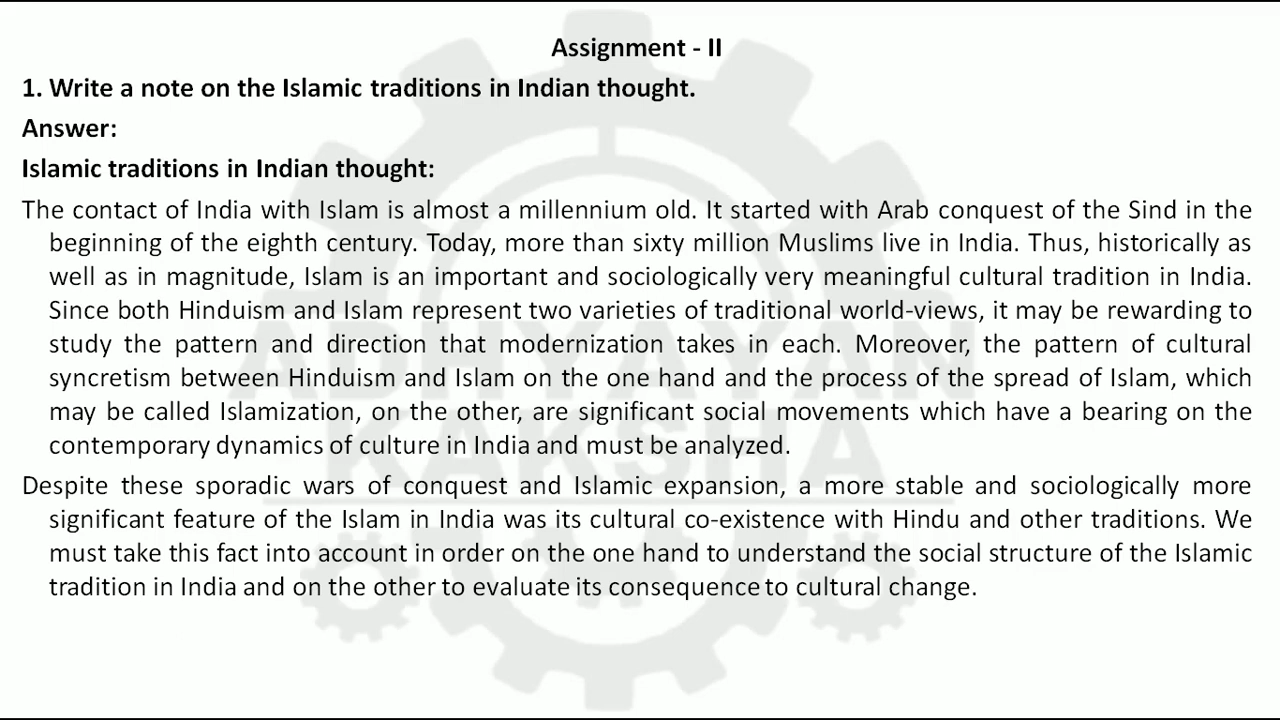 Assignment - II
1. Write a note on the Islamic traditions in Indian thought.
Answer:
Islamic traditions in Indian thought:
The contact of India with Islam is almost a millennium old. It started with Arab conquest of the Sind in the
beginning of the eighth century. Today, more than sixty million Muslims live in India. Thus, historically as
well as in magnitude, Islam is an important and sociologically very meaningful cultural tradition in India.
Since both Hinduism and Islam represent two varieties of traditional world-views, it may be rewarding to
study the pattern and direction that modernization takes in each. Moreover, the pattern of cultural
syncretism between Hinduism and Islam on the one hand and the process of the spread of Islam, which
may be called Islamization, on the other, are significant social movements which have a bearing on the
contemporary dynamics of culture in India and must be analyzed.
Despite these sporadic wars of conquest and Islamic expansion, a more stable and sociologically more
significant feature of the Islam in India was its cultural co-existence with Hindu and other traditions. We
must take this fact into account in order on the one hand to understand the social structure of the Islamic
tradition in India and on the other to evaluate its consequence to cultural change.
ADHYAYAN
KAKSHA